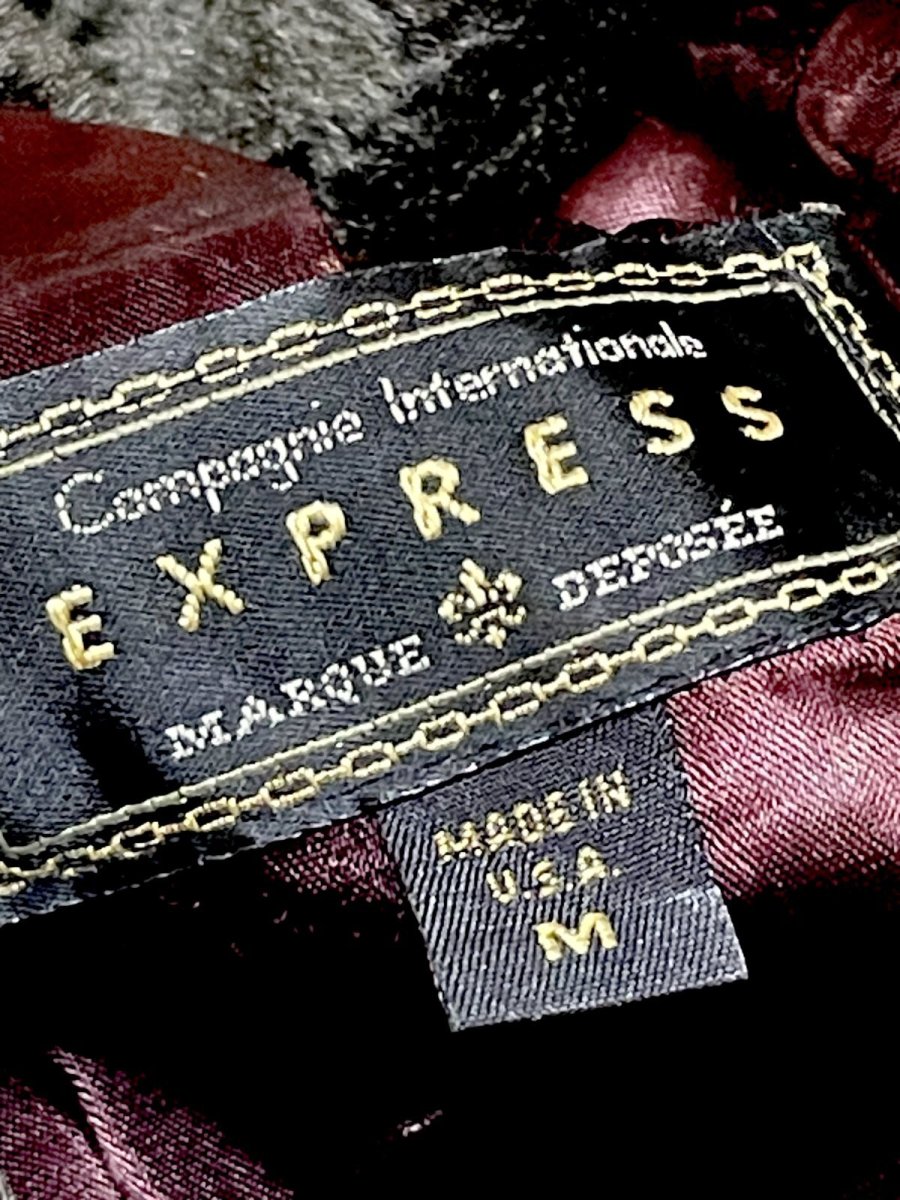 Compagnie Internationale
EXPRESS
MARQUE DEPOSÉE
MADE IN
U.S.A.
M